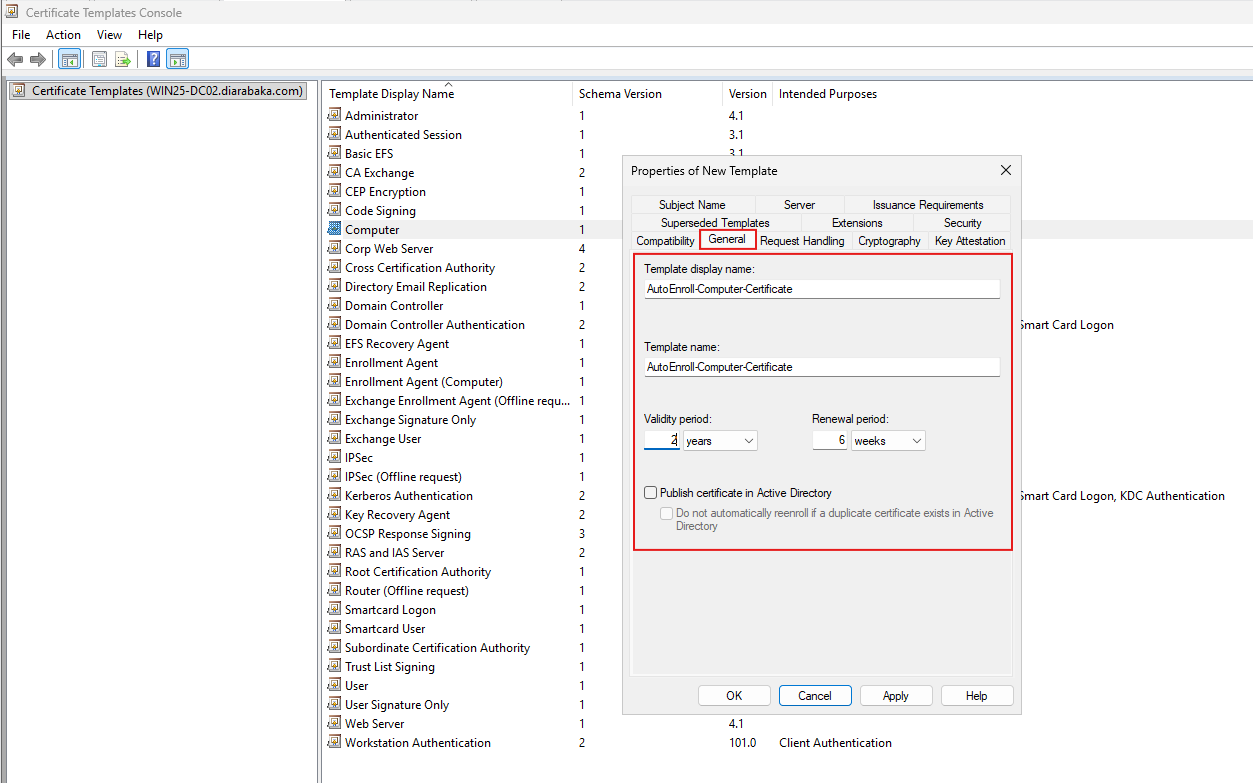 Certificate Templates Console
File Action View Help
Certificate Templates (WIN25-DC02.diarabaka.com)
Template Display Name Schema Version Version Intended Purposes
Administrator 1 4.1
Authenticated Session 1 3.1
Basic EFS 1 3.1
CA Exchange 2
CEP Encryption 1
Code Signing 1
Computer 1
Corp Web Server 4
Cross Certification Authority 2
Directory Email Replication 2
Domain Controller 1
Domain Controller Authentication 2 Smart Card Logon
EFS Recovery Agent 1
Enrollment Agent 1
Enrollment Agent (Computer) 1
Exchange Enrollment Agent (Offline requ... 1
Exchange Signature Only 1
Exchange User 1
IPSec 1
IPSec (Offline request) 1
Kerberos Authentication 2 Smart Card Logon, KDC Authentication
Key Recovery Agent 2
OCSP Response Signing 3
RAS and IAS Server 2
Root Certification Authority 1
Router (Offline request) 1
Smartcard Logon 1
Smartcard User 1
Subordinate Certification Authority 1
Trust List Signing 1
User 1
User Signature Only 1
Web Server 1 4.1
Workstation Authentication 2 101.0 Client Authentication
Properties of New Template
Subject Name Server Issuance Requirements
Superseded Templates Extensions Security
Compatibility General Request Handling Cryptography Key Attestation
Template display name:
AutoEnroll-Computer-Certificate
Template name:
AutoEnroll-Computer-Certificate
Validity period: Renewal period:
2 years 6 weeks
Publish certificate in Active Directory
Do not automatically reenroll if a duplicate certificate exists in Active
Directory
OK Cancel Apply Help